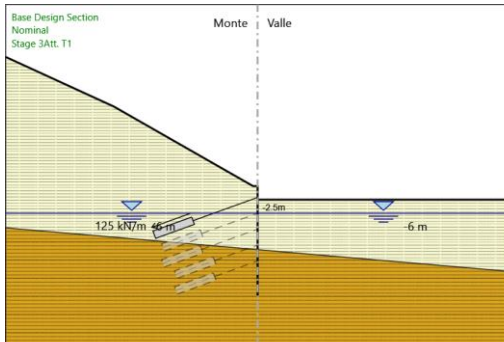 Base Design Section
Nominal
Stage 3Att. T1
Monte Valle
-2.5m
125 kN/m -6 m
-6 m